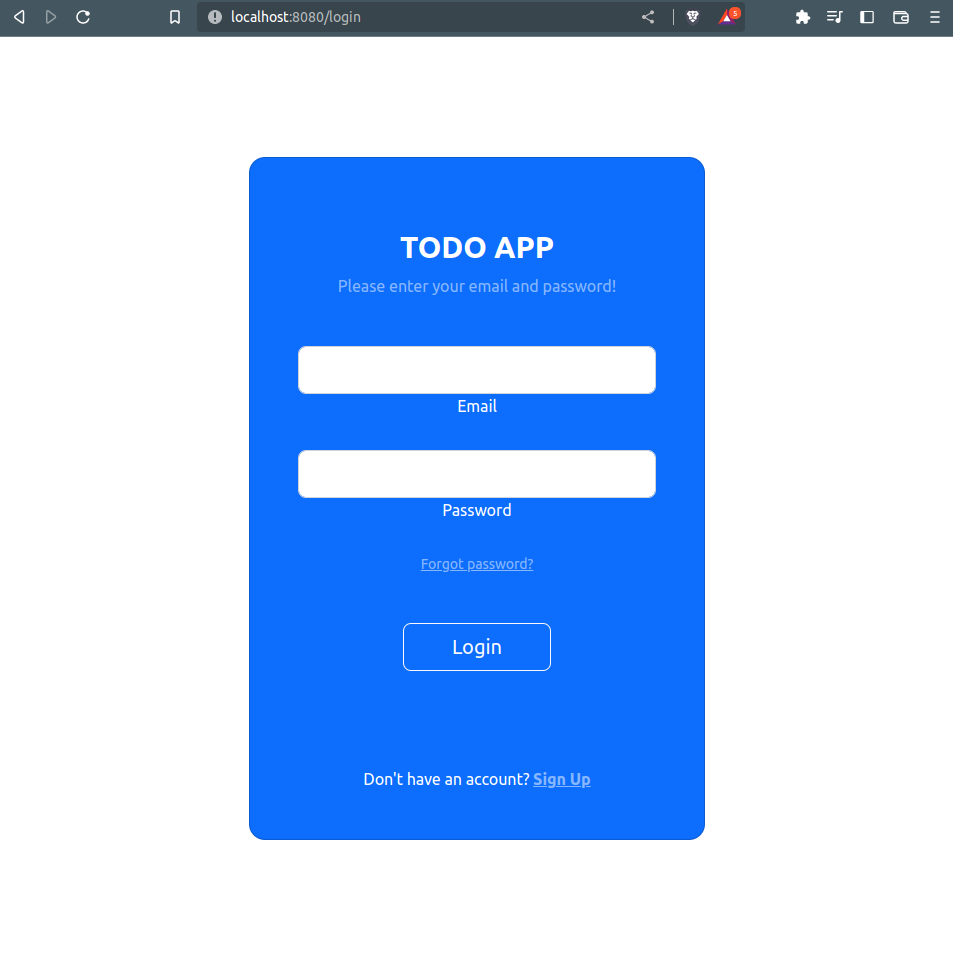 localhost:8080/login
5
TODO APP
Please enter your email and password!
Email
Password
Forgot password?
Login
Don't have an account? Sign Up